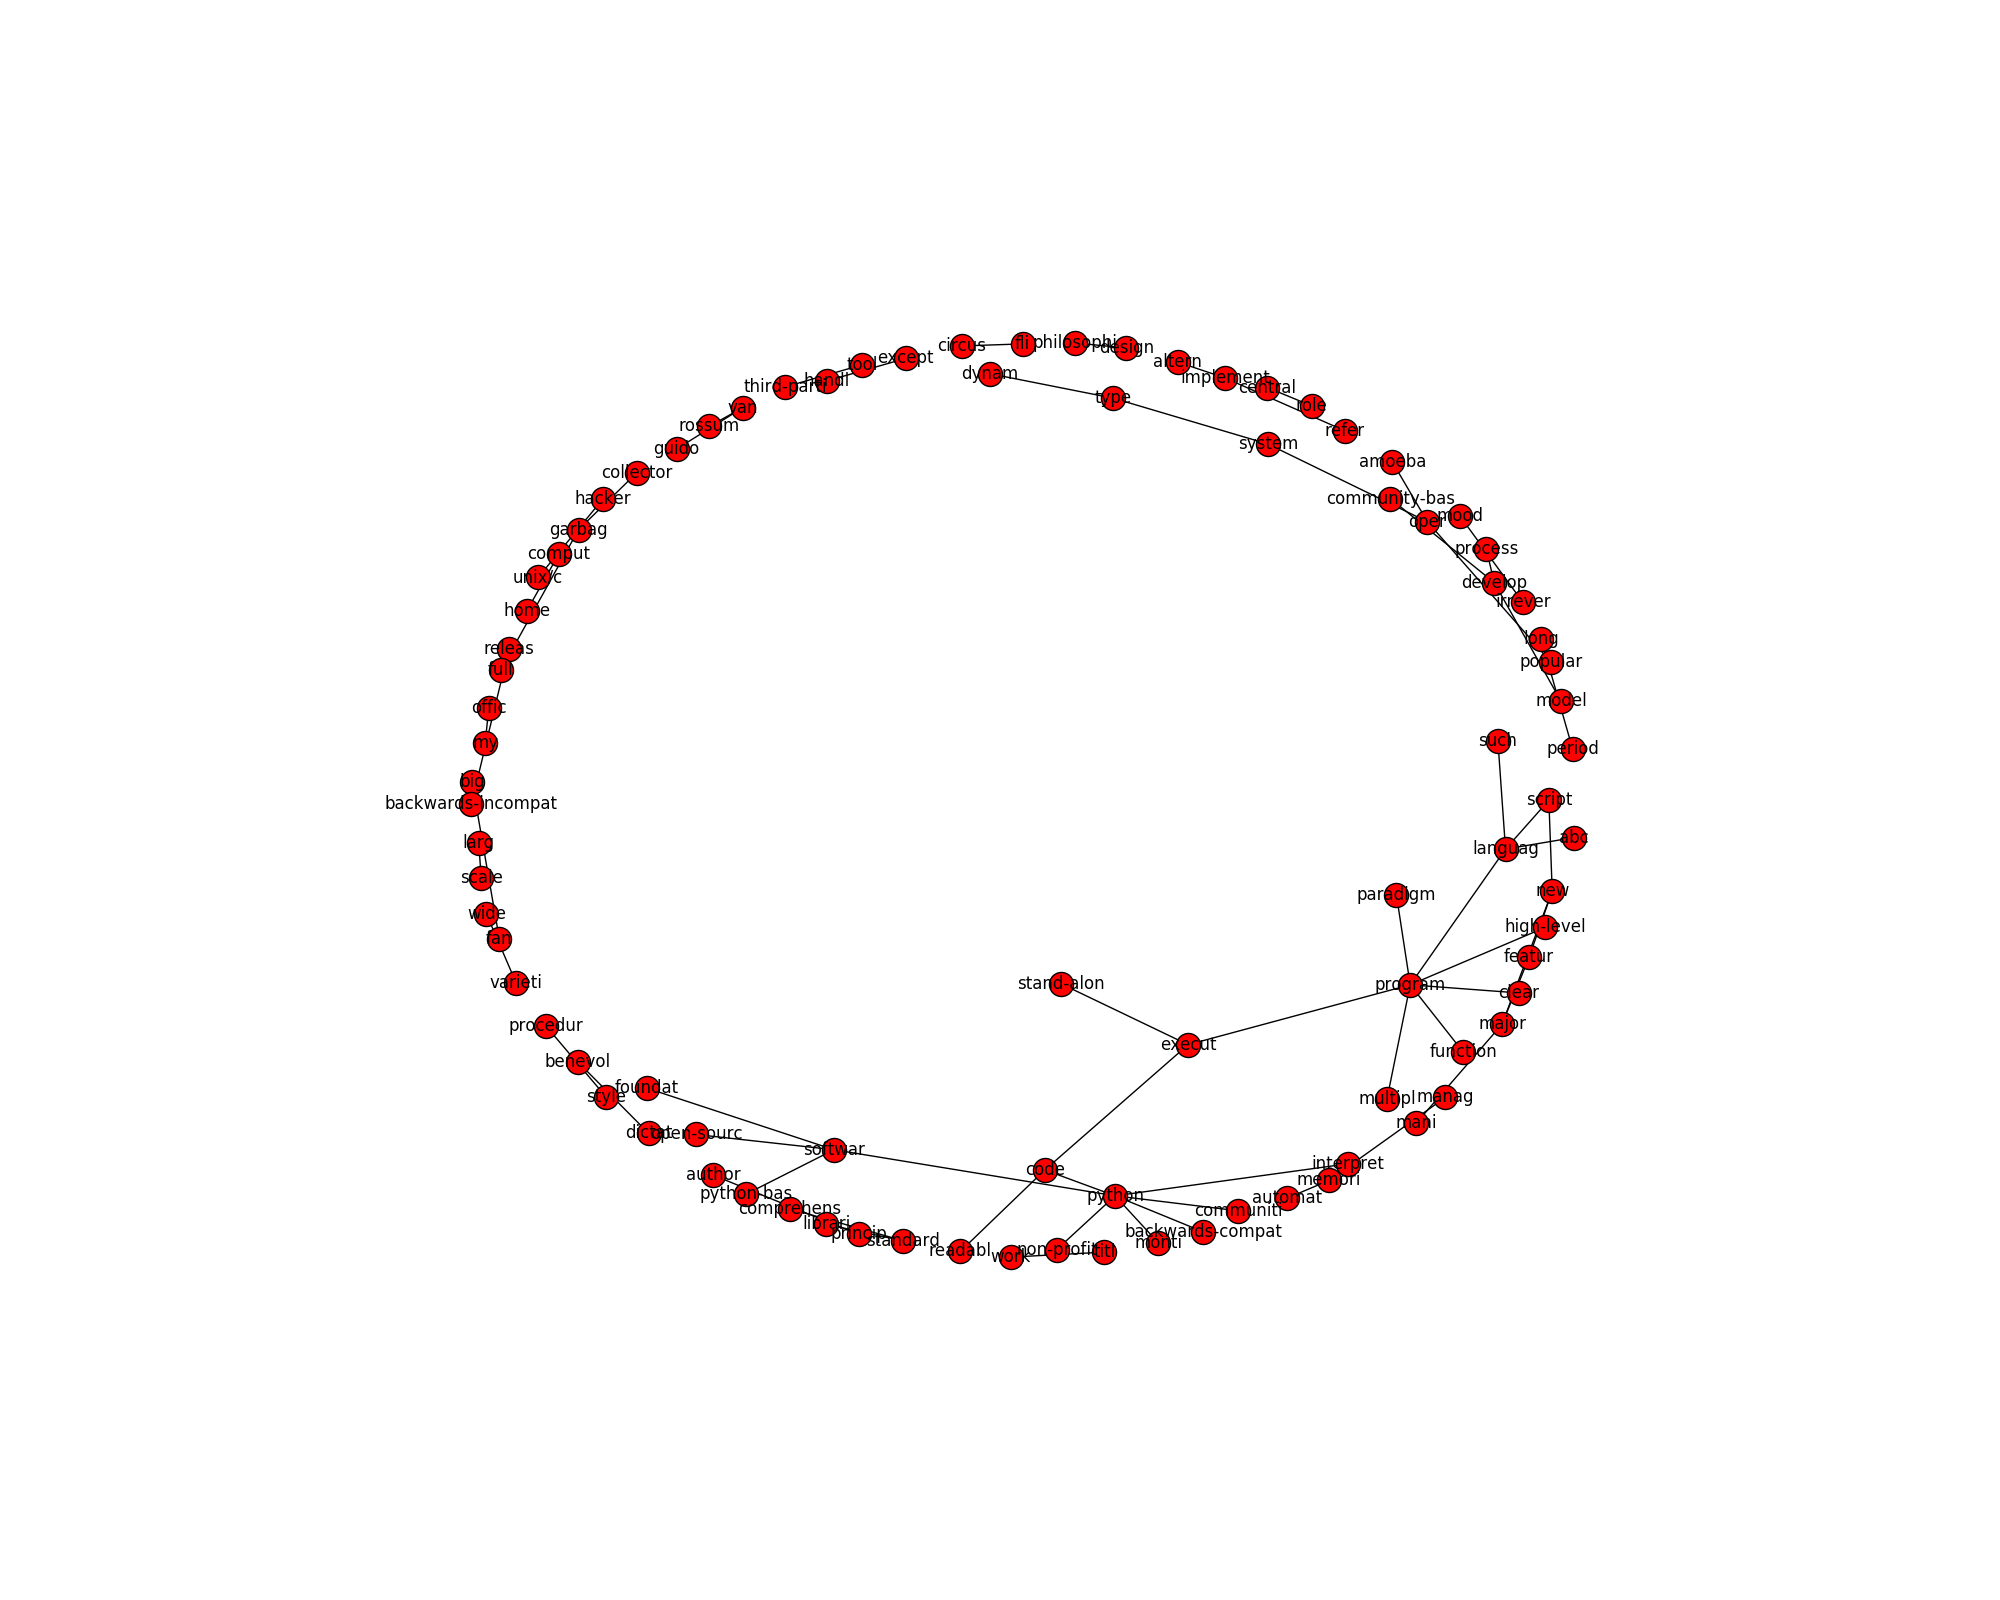 circus
fli
philosophi
design
altern
except
tool
implement
dynam
handl
third-parti
central
type
role
van
rossum
refer
system
guido
amoeba
collector
hacker
community-bas
mood
oper
garbag
process
comput
unix/c
develop
irrever
home
long
releas
popular
full
model
offic
such
my
period
big
script
backwards-incompat
abc
larg
languag
scale
new
paradigm
wide
high-level
fan
featur
varieti
stand-alon
program
clear
major
procedur
execut
function
benevol
foundat
style
multipl
manag
mani
dictat
open-sourc
softwar
interpret
code
author
memori
python-bas
python
automat
comprehens
communiti
librari
backwards-compat
princip
standard
monti
readabl
non-profit
titl
work